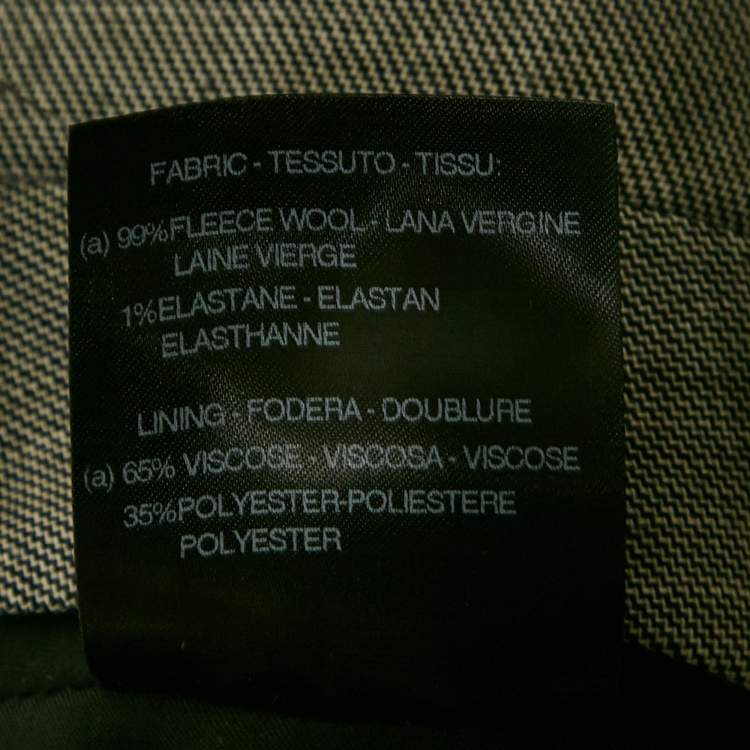 FABRIC - TESSUTO - TISSU:
(a) 99%FLEECE WOOL - LANA VERGINE
LAINE VIERGE
1%ELASTANE - ELASTAN
ELASTHANNE
LINING - FODERA - DOUBLURE
(a) 65% VISCOSE - VISCOSA - VISCOSE
35%POLYESTER-POLIESTERE
POLYESTER